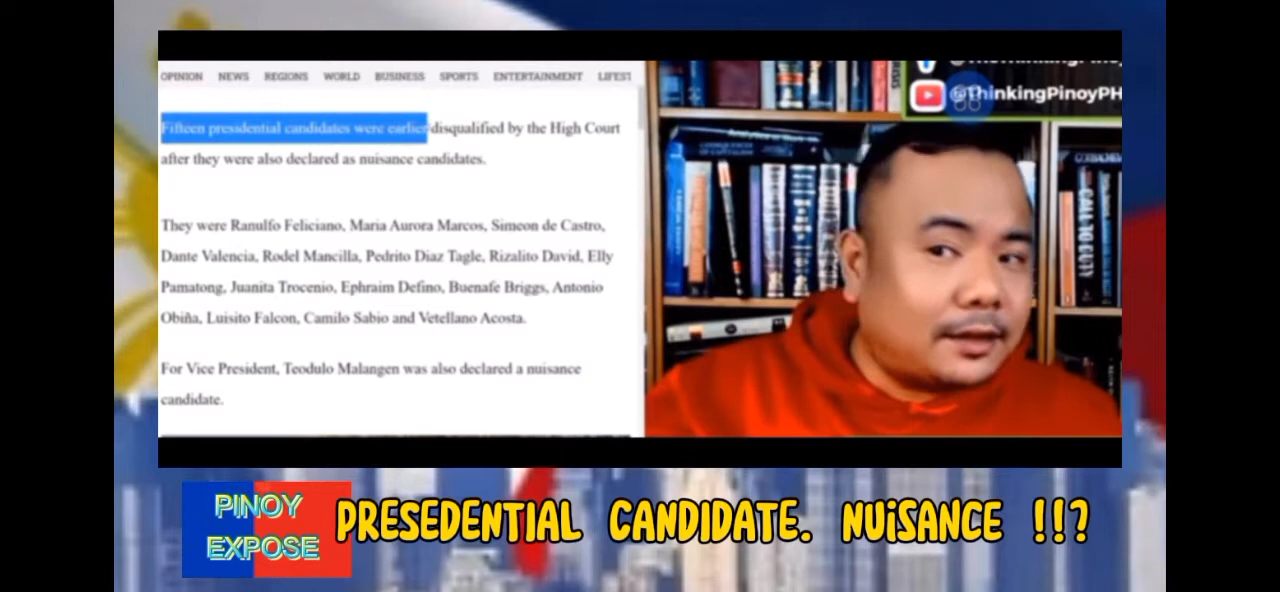 OPINION NEWS REGIONS WORLD BUSINESS SPORTS ENTERTAINMENT LIFEST
Fifteen presidential candidates were earlier disqualified by the High Court
after they were also declared as nuisance candidates.
They were Ranulfo Feliciano, Maria Aurora Marcos, Simeon de Castro,
Dante Valencia, Rodel Mancilla, Pedrito Diaz Tagle, Rizalito David, Elly
Pamatong, Juanita Trocenio, Ephraim Defino, Buenafe Briggs, Antonio
Obiña, Luisito Falcon, Camilo Sabio and Vetellano Acosta.
For Vice President, Teodulo Malangen was also declared a nuisance
candidate.
@ThinkingPinoyPH
CALL TO DUTY
PINOY
EXPOSE
PRESEDENTIAL CANDIDATE. NUiSANCE !!?